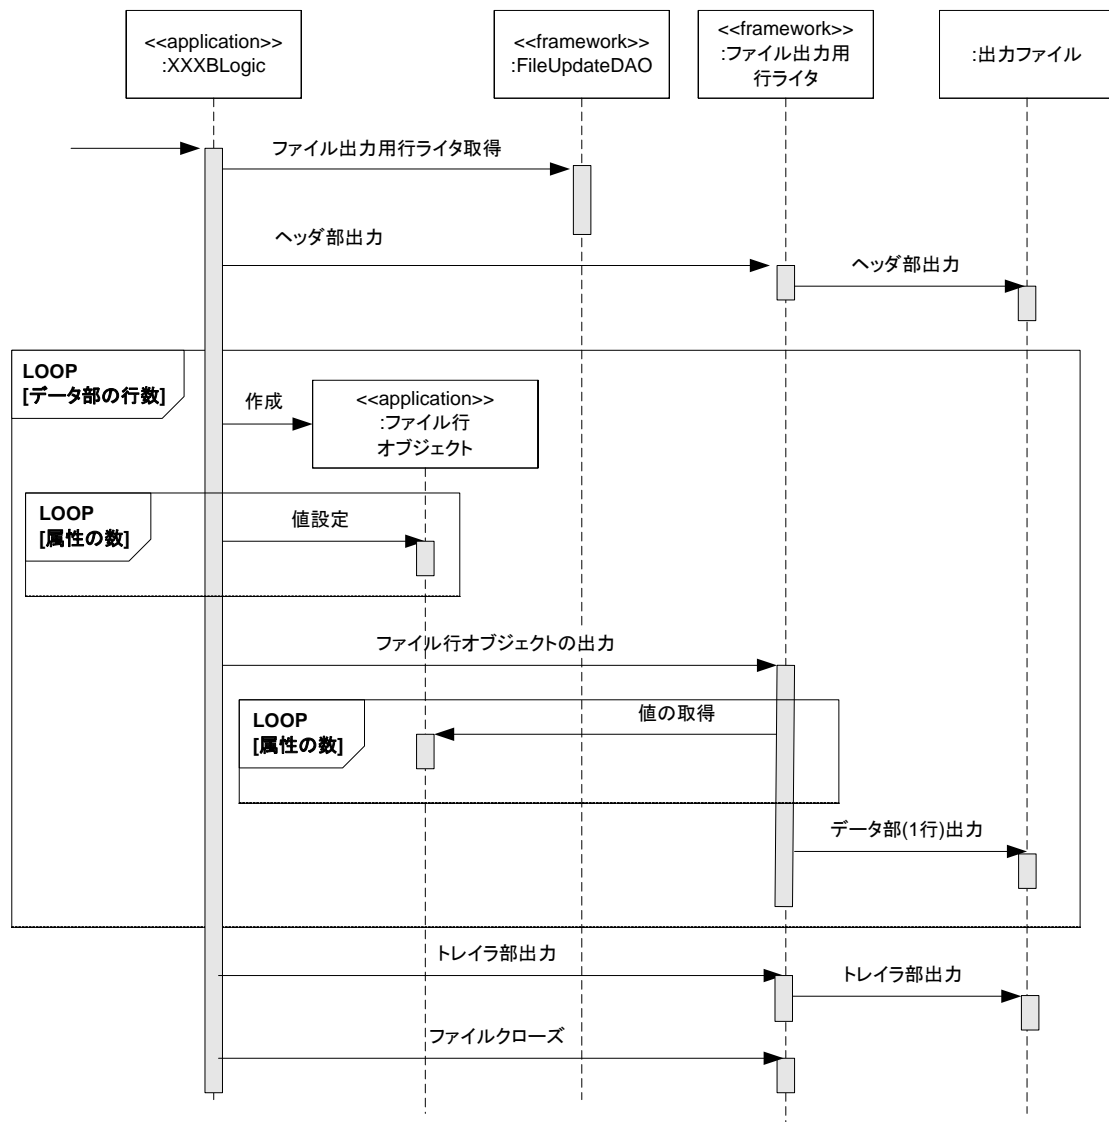 <<application>>
:XXXBLogic
<<framework>>
:FileUpdateDAO
<<framework>>
:ファイル出力用
行ライタ
:出力ファイル
ファイル出力用行ライタ取得
ヘッダ部出力
ヘッダ部出力
LOOP
[データ部の行数]
作成
<<application>>
:ファイル行
オブジェクト
LOOP
[属性の数]
値設定
ファイル行オブジェクトの出力
LOOP
[属性の数]
値の取得
データ部(1行)出力
トレイラ部出力
トレイラ部出力
ファイルクローズ